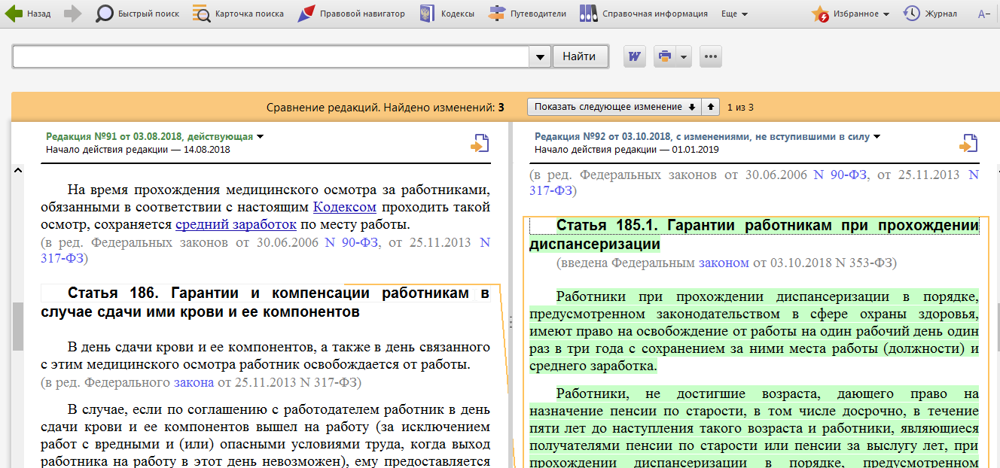 Назад Быстрый поиск Карточка поиска Правовой навигатор Кодексы Путеводители Справочная информация Еще Избранное Журнал A−
Найти W
Сравнение редакций. Найдено изменений: 3 Показать следующее изменение 1 из 3
Редакция №91 от 03.08.2018, действующая
Начало действия редакции — 14.08.2018
На время прохождения медицинского осмотра за работниками,
обязанными в соответствии с настоящим Кодексом проходить такой
осмотр, сохраняется средний заработок по месту работы.
(в ред. Федеральных законов от 30.06.2006 N 90-ФЗ, от 25.11.2013 N
317-ФЗ)
Статья 186. Гарантии и компенсации работникам в
случае сдачи ими крови и ее компонентов
В день сдачи крови и ее компонентов, а также в день связанного
с этим медицинского осмотра работник освобождается от работы.
(в ред. Федерального закона от 25.11.2013 N 317-ФЗ)
В случае, если по соглашению с работодателем работник в день
сдачи крови и ее компонентов вышел на работу (за исключением
работ с вредными и (или) опасными условиями труда, когда выход
работника на работу в этот день невозможен), ему предоставляется
Редакция №92 от 03.10.2018, с изменениями, не вступившими в силу
Начало действия редакции — 01.01.2019
(в ред. Федеральных законов от 30.06.2006 N 90-ФЗ, от 25.11.2013 N
317-ФЗ)
Статья 185.1. Гарантии работникам при прохождении
диспансеризации
(введена Федеральным законом от 03.10.2018 N 353-ФЗ)
Работники при прохождении диспансеризации в порядке,
предусмотренном законодательством в сфере охраны здоровья,
имеют право на освобождение от работы на один рабочий день один
раз в три года с сохранением за ними места работы (должности) и
среднего заработка.
Работники, не достигшие возраста, дающего право на
назначение пенсии по старости, в том числе досрочно, в течение
пяти лет до наступления такого возраста и работники, являющиеся
получателями пенсии по старости или пенсии за выслугу лет, при
прохождении диспансеризации в порядке, предусмотренном